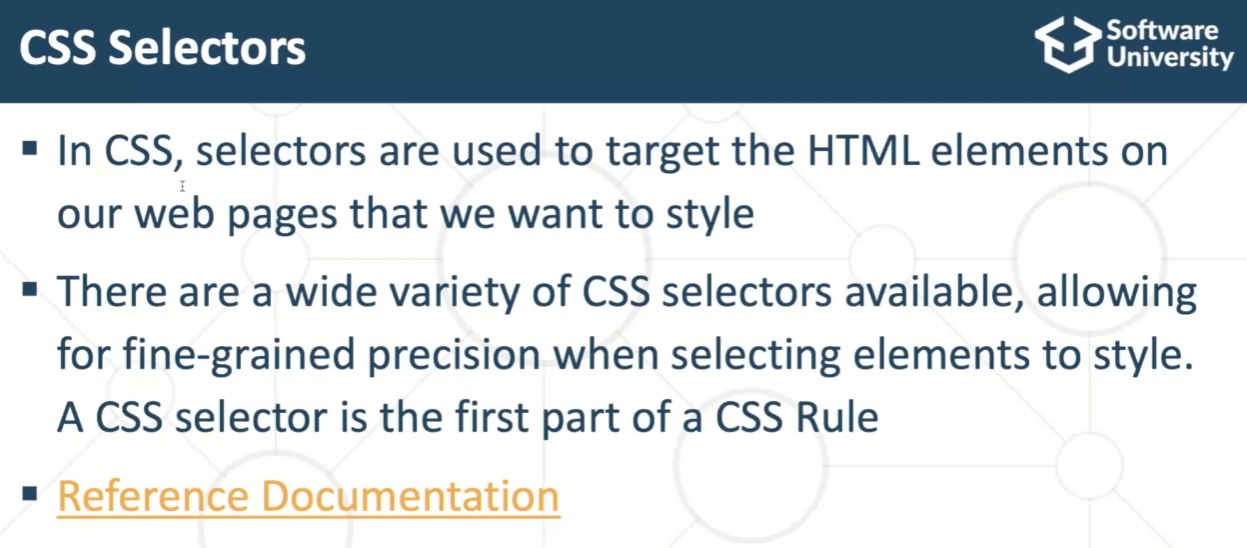 CSS Selectors
Software
University
▪ In CSS, selectors are used to target the HTML elements on
our web pages that we want to style
▪ There are a wide variety of CSS selectors available, allowing
for fine-grained precision when selecting elements to style.
A CSS selector is the first part of a CSS Rule
▪ Reference Documentation